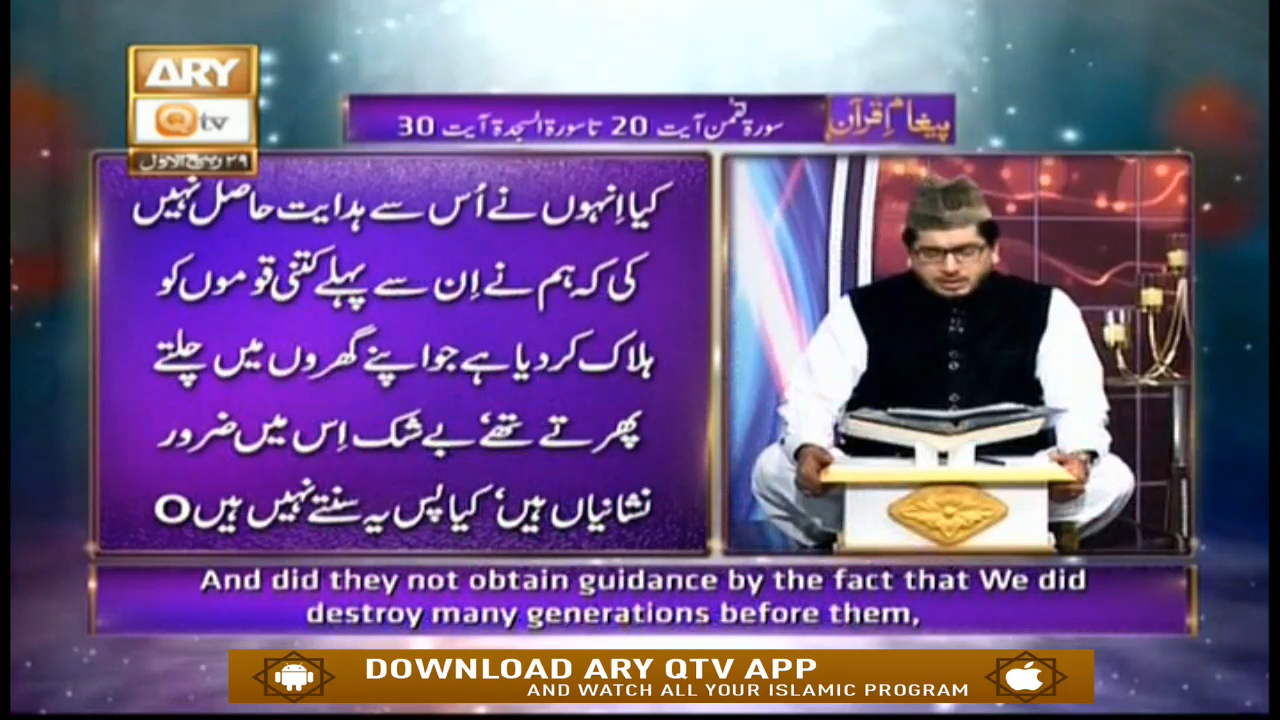 ARY
Qtv
۲۹ ربیع الاول
پیغامِ قرآن
سورۃ لقمٰن آیت 20 تا سورۃ السجدۃ آیت 30
کیا اِنہوں نے اُس سے ہدایت حاصل نہیں
کی کہ ہم نے اِن سے پہلے کتنی قوموں کو
ہلاک کر دیا ہے جو اپنے گھروں میں چلتے
پھرتے تھے‘ بے شک اِس میں ضرور
نشانیاں ہیں‘ کیا پس یہ سنتے نہیں ہیں O
And did they not obtain guidance by the fact that We did
destroy many generations before them,
DOWNLOAD ARY QTV APP
AND WATCH ALL YOUR ISLAMIC PROGRAM